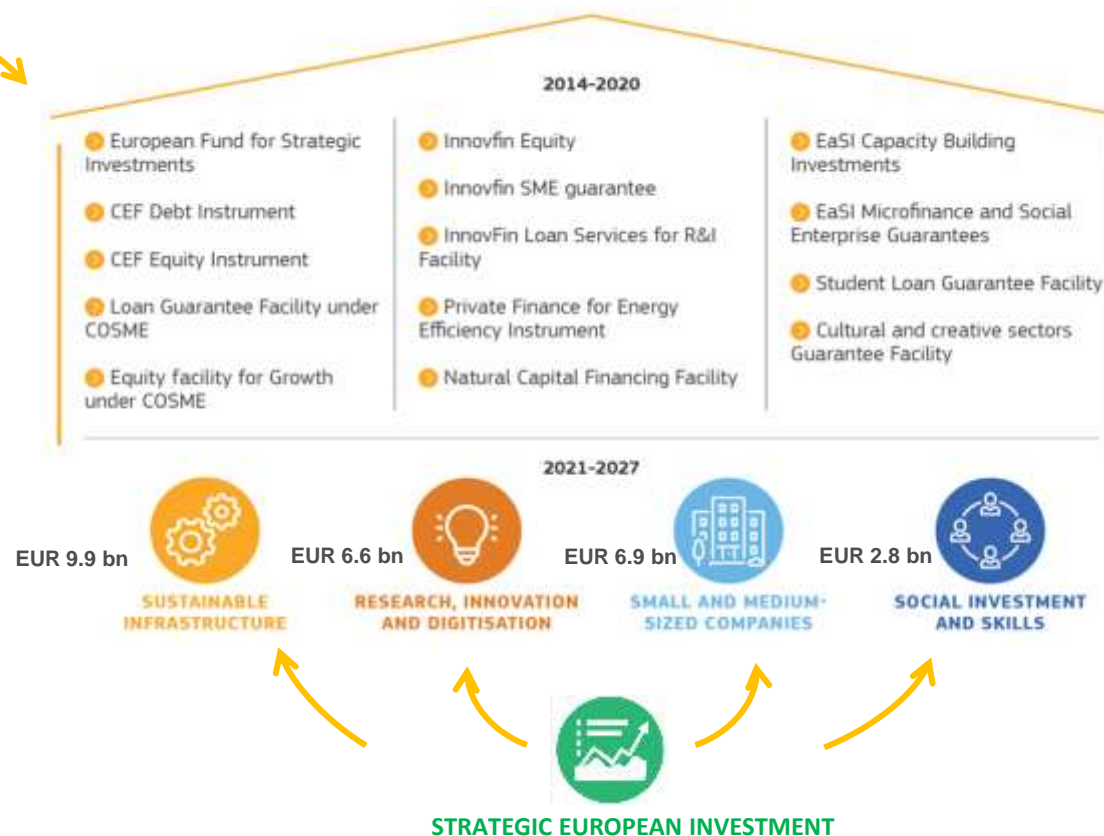 2014-2020
European Fund for Strategic
Investments
CEF Debt Instrument
CEF Equity Instrument
Loan Guarantee Facility under
COSME
Equity facility for Growth
under COSME
Innovfin Equity
Innovfin SME guarantee
InnovFin Loan Services for R&I
Facility
Private Finance for Energy
Efficiency Instrument
Natural Capital Financing Facility
EaSI Capacity Building
Investments
EaSI Microfinance and Social
Enterprise Guarantees
Student Loan Guarantee Facility
Cultural and creative sectors
Guarantee Facility
2021-2027
EUR 9.9 bn
SUSTAINABLE
INFRASTRUCTURE
EUR 6.6 bn
RESEARCH, INNOVATION
AND DIGITISATION
EUR 6.9 bn
SMALL AND MEDIUM-
SIZED COMPANIES
EUR 2.8 bn
SOCIAL INVESTMENT
AND SKILLS
STRATEGIC EUROPEAN INVESTMENT